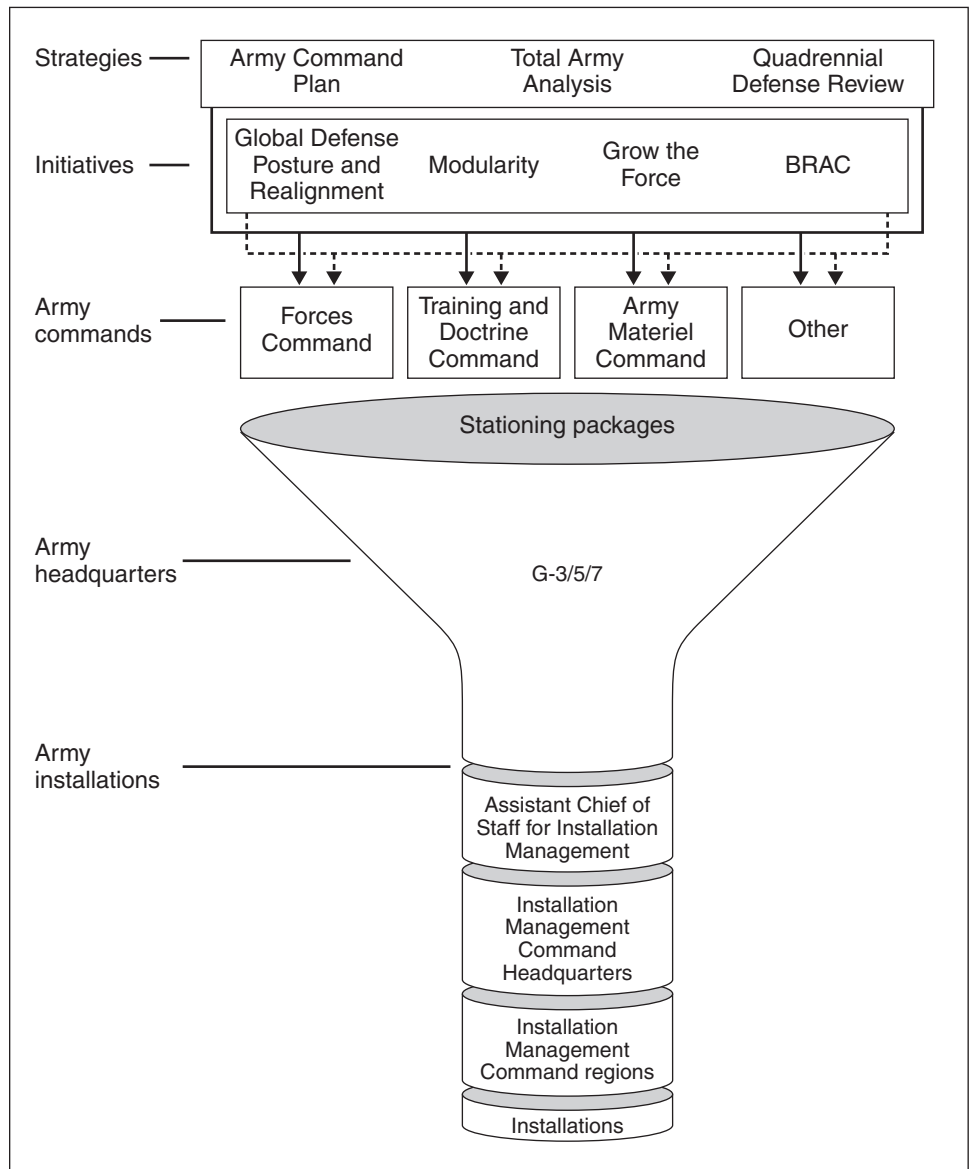 Strategies
Army Command
Plan
Total Army
Analysis
Quadrennial
Defense Review
Initiatives
Global Defense
Posture and
Realignment
Modularity
Grow the
Force
BRAC
Army
commands
Forces
Command
Training and
Doctrine
Command
Army
Materiel
Command
Other
Stationing packages
Army
headquarters
G-3/5/7
Army
installations
Assistant Chief of
Staff for Installation
Management
Installation
Management
Command
Headquarters
Installation
Management
Command regions
Installations